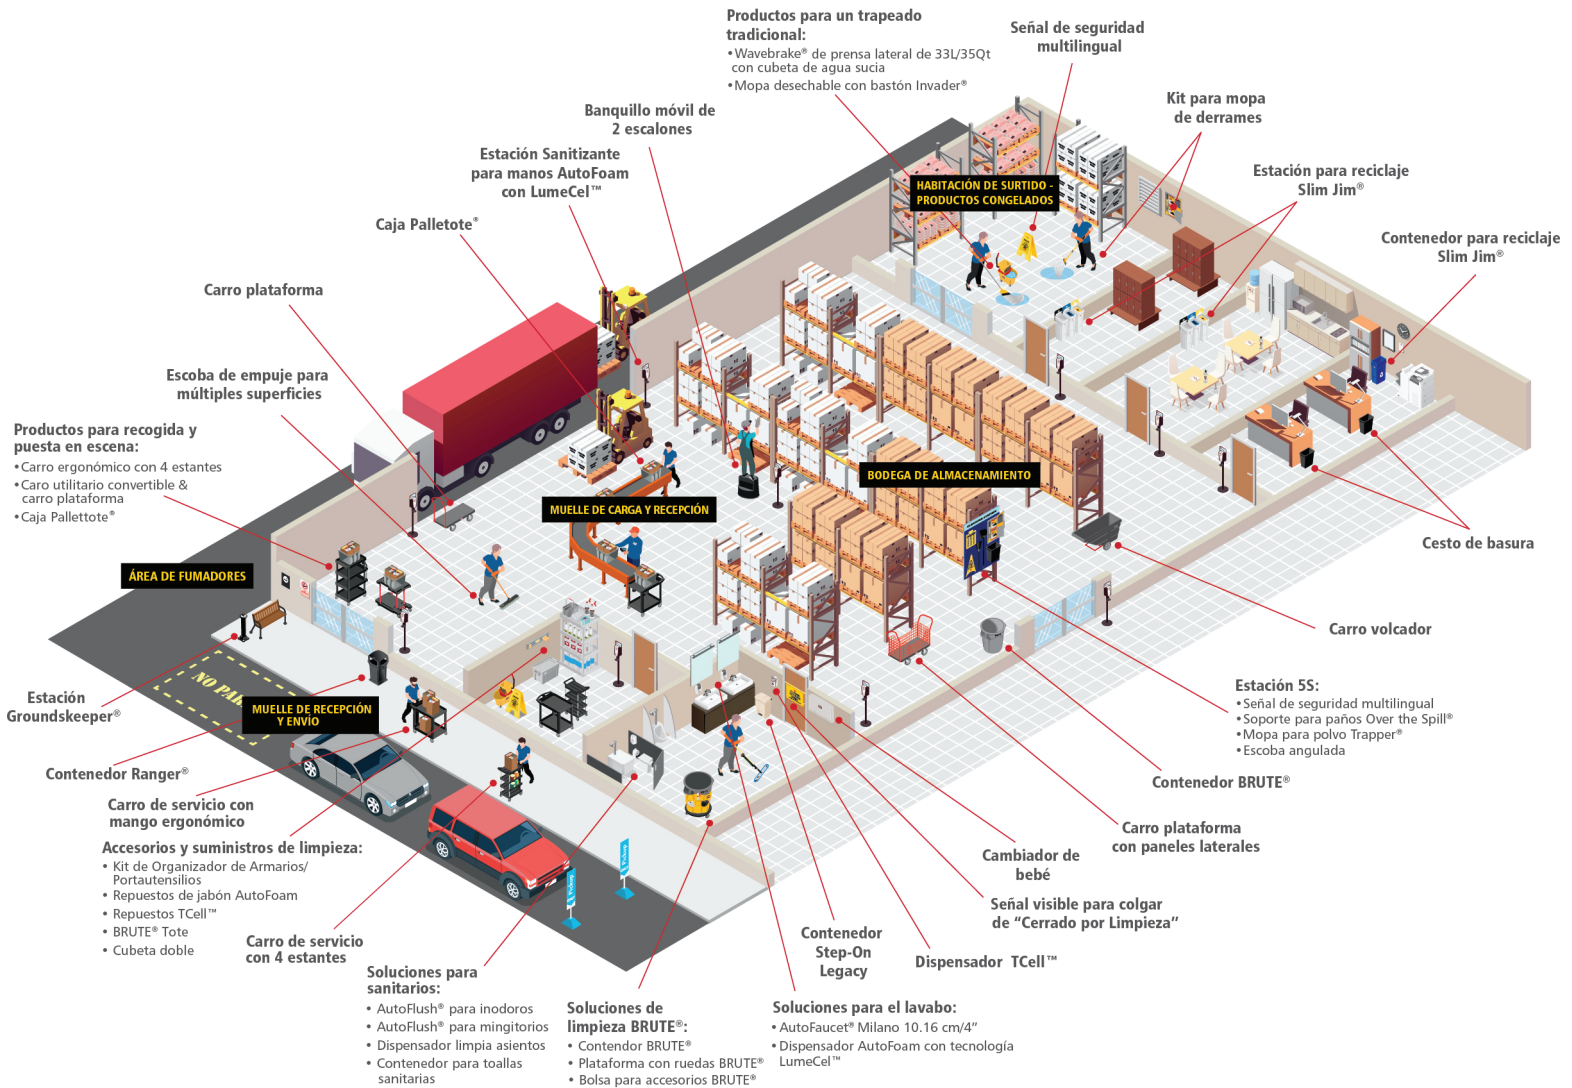 Productos para un trapeado
tradicional:
•Wavebrake® de prensa lateral de 33L/35Qt
con cubeta de agua sucia
•Mopa desechable con bastón Invader®
Señal de seguridad
multilingual
Kit para mopa
de derrames
Banquillo móvil de
2 escalones
Estación Sanitizante
para manos AutoFoam
con LumeCel™
Estación para reciclaje
Slim Jim®
Caja Palletote®
Contenedor para reciclaje
Slim Jim®
HABITACIÓN DE SURTIDO -
PRODUCTOS CONGELADOS
Carro plataforma
Escoba de empuje para
múltiples superficies
Productos para recogida y
puesta en escena:
•Carro ergonómico con 4 estantes
•Caro utilitario convertible &
carro plataforma
•Caja Pallettote®
BODEGA DE ALMACENAMIENTO
MUELLE DE CARGA Y RECEPCIÓN
Cesto de basura
ÁREA DE FUMADORES
Carro volcador
Estación
Groundskeeper®
NO PA
MUELLE DE RECEPCIÓN
Y ENVÍO
Estación 5S:
•Señal de seguridad multilingual
•Soporte para paños Over the Spill®
•Mopa para polvo Trapper®
•Escoba angulada
Contenedor Ranger®
Contenedor BRUTE®
Carro de servicio con
mango ergonómico
Carro plataforma
con paneles laterales
Accesorios y suministros de limpieza:
• Kit de Organizador de Armarios/
Portautensilios
• Repuestos de jabón AutoFoam
• Repuestos TCell™
• BRUTE® Tote
• Cubeta doble
Cambiador de
bebé
Pickup
Pickup
Señal visible para colgar
de “Cerrado por Limpieza”
Carro de servicio
con 4 estantes
Contenedor
Step-On
Legacy
Dispensador TCell™
Soluciones para
sanitarios:
• AutoFlush® para inodoros
• AutoFlush® para mingitorios
• Dispensador limpia asientos
• Contenedor para toallas
sanitarias
Soluciones de
limpieza BRUTE®:
• Contendor BRUTE®
• Plataforma con ruedas BRUTE®
• Bolsa para accesorios BRUTE®
Soluciones para el lavabo:
•AutoFaucet® Milano 10.16 cm/4”
•Dispensador AutoFoam con tecnología
LumeCel™